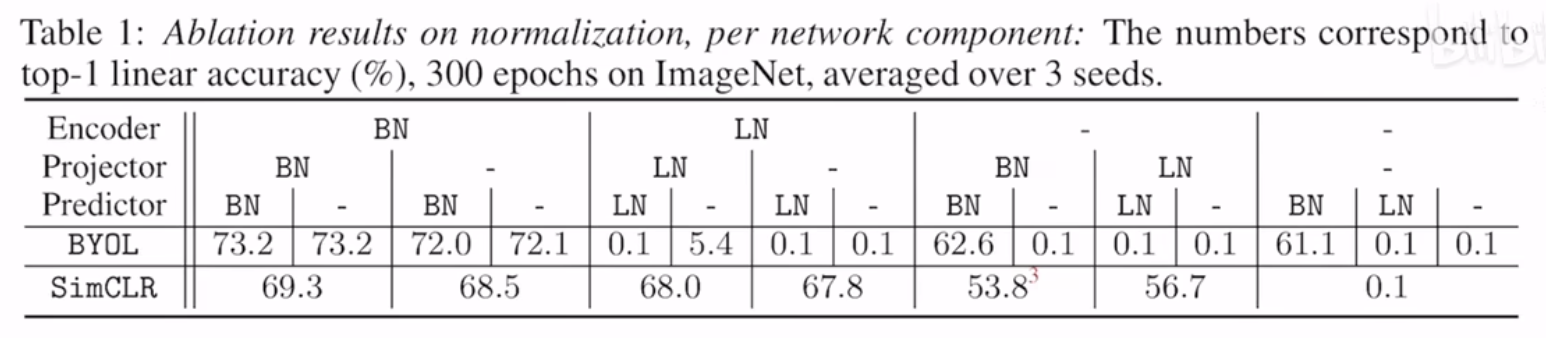 Table 1: Ablation results on normalization, per network component: The numbers correspond to
top-1 linear accuracy (%), 300 epochs on ImageNet, averaged over 3 seeds.
Encoder BN LN - -
Projector BN - LN - BN LN -
Predictor BN - BN - LN - LN - BN - LN - BN LN -
BYOL 73.2 73.2 72.0 72.1 0.1 5.4 0.1 0.1 62.6 0.1 0.1 0.1 61.1 0.1 0.1
SimCLR 69.3 68.5 68.0 67.8 53.8³ 56.7 0.1